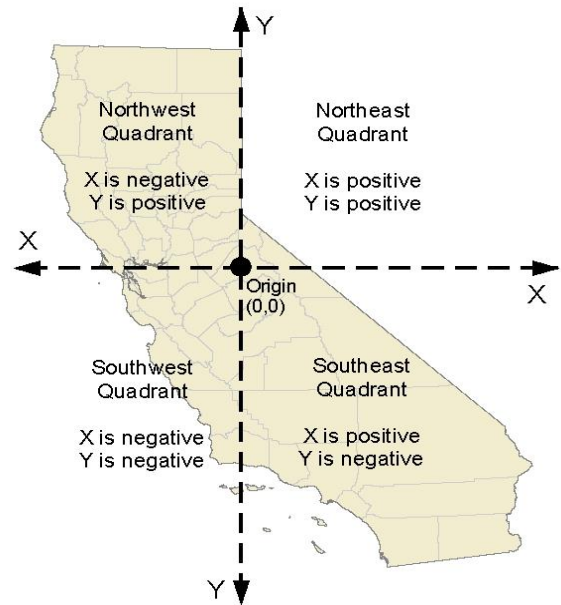 Y
Northwest
Quadrant
X is negative
Y is positive
Northeast
Quadrant
X is positive
Y is positive
X
X
Origin
(0,0)
Southwest
Quadrant
X is negative
Y is negative
Southeast
Quadrant
X is positive
Y is negative
Y